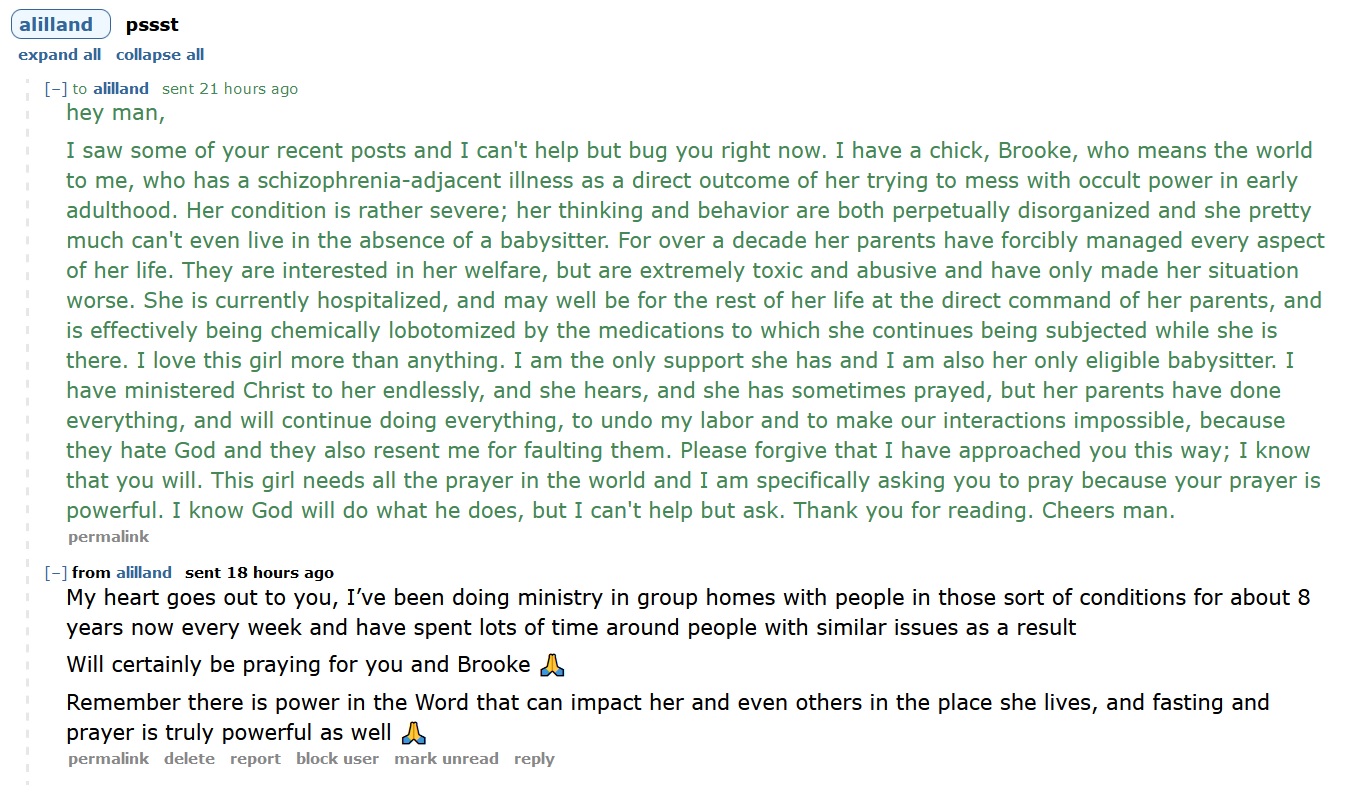 alilland pssst
expand all collapse all
[–] to alilland sent 21 hours ago
hey man,
I saw some of your recent posts and I can't help but bug you right now. I have a chick, Brooke, who means the world
to me, who has a schizophrenia-adjacent illness as a direct outcome of her trying to mess with occult power in early
adulthood. Her condition is rather severe; her thinking and behavior are both perpetually disorganized and she pretty
much can't even live in the absence of a babysitter. For over a decade her parents have forcibly managed every aspect
of her life. They are interested in her welfare, but are extremely toxic and abusive and have only made her situation
worse. She is currently hospitalized, and may well be for the rest of her life at the direct command of her parents, and
is effectively being chemically lobotomized by the medications to which she continues being subjected while she is
there. I love this girl more than anything. I am the only support she has and I am also her only eligible babysitter. I
have ministered Christ to her endlessly, and she hears, and she has sometimes prayed, but her parents have done
everything, and will continue doing everything, to undo my labor and to make our interactions impossible, because
they hate God and they also resent me for faulting them. Please forgive that I have approached you this way; I know
that you will. This girl needs all the prayer in the world and I am specifically asking you to pray because your prayer is
powerful. I know God will do what he does, but I can't help but ask. Thank you for reading. Cheers man.
permalink
[–] from alilland sent 18 hours ago
My heart goes out to you, I’ve been doing ministry in group homes with people in those sort of conditions for about 8
years now every week and have spent lots of time around people with similar issues as a result
Will certainly be praying for you and Brooke 🙏
Remember there is power in the Word that can impact her and even others in the place she lives, and fasting and
prayer is truly powerful as well 🙏
permalink delete report block user mark unread reply